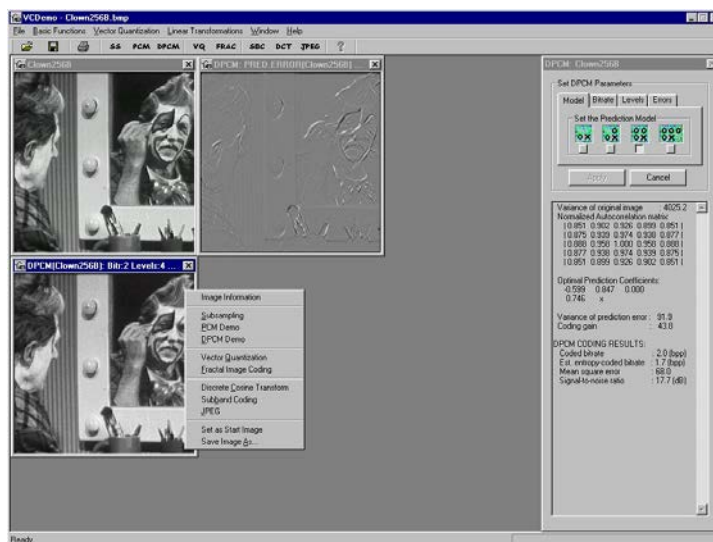 VCDemo - Clown256B.bmp
File Basic Functions Vector Quantization Linear Transformations Window Help
SS PCM DPCM VQ FRAC SBC DCT JPEG ?
Clown256B
DPCM: PRED ERROR(Clown256B) ...
DPCM(Clown256B): Bitr:2 Levels:4 ...
Image Information
Subsampling
PCM Demo
DPCM Demo
Vector Quantization
Fractal Image Coding
Discrete Cosine Transform
Subband Coding
JPEG
Set as Start Image
Save Image As...
DPCM: Clown256B
Set DPCM Parameters
Model Bitrate Levels Errors
Set the Prediction Model
Apply Cancel
Variance of original image : 4025.2
Normalized Autocorrelation matrix
| 0.851 0.902 0.926 0.899 0.851 |
| 0.875 0.939 0.974 0.938 0.877 |
| 0.888 0.958 1.000 0.958 0.888 |
| 0.877 0.938 0.974 0.939 0.875 |
| 0.851 0.899 0.926 0.902 0.851 |
Optimal Prediction Coefficients:
-0.599 0.847 0.000
0.746 x
Variance of prediction error : 91.9
Coding gain : 43.8
DPCM CODING RESULTS:
Coded bitrate : 2.0 (bpp)
Est. entropy-coded bitrate : 1.7 (bpp)
Mean square error : 68.0
Signal-to-noise ratio : 17.7 (dB)
Ready